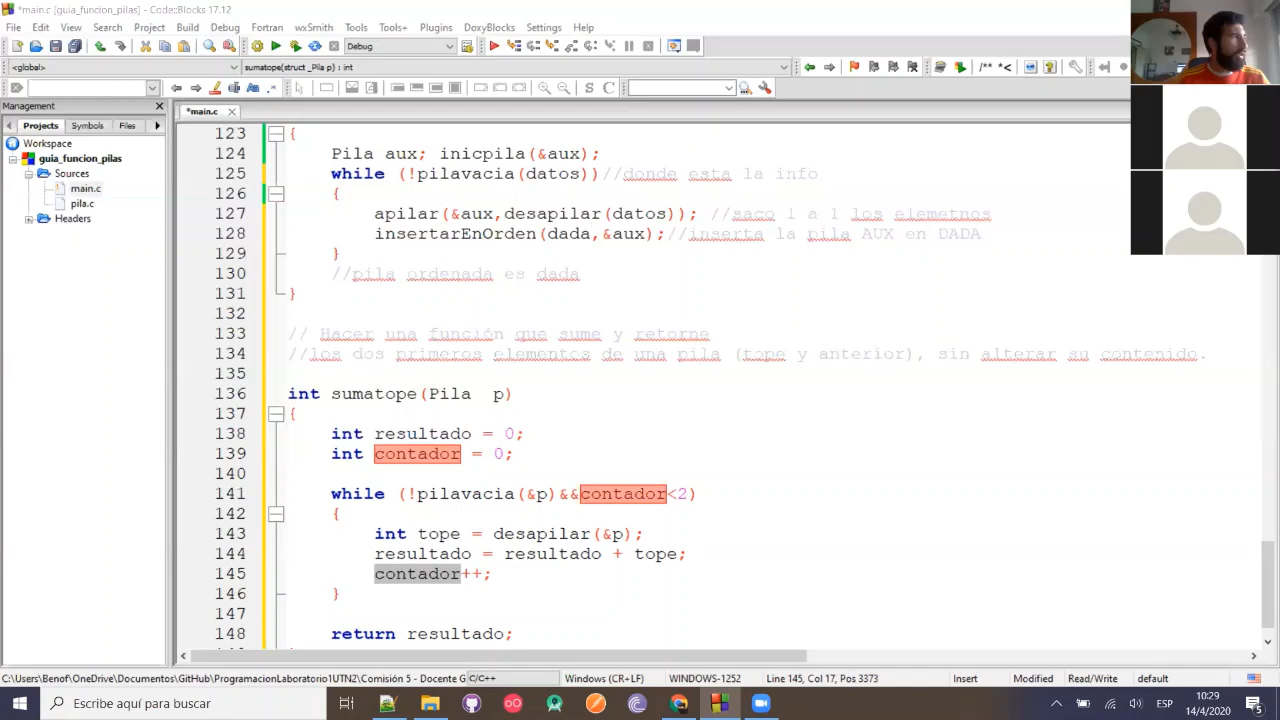 *main.c [guia_funcion_pilas] - Code::Blocks 17.12
File Edit View Search Project Build Debug Fortran wxSmith Tools Tools+ Plugins DoxyBlocks Settings Help
Debug
<global> sumatope(struct _Pila p) : int
/** *<
S C
Management
*main.c
Projects Symbols Files
Workspace
guia_funcion_pilas
Sources
main.c
pila.c
Headers
123 {
124 Pila aux; inicpila(&aux);
125 while (!pilavacia(datos))//donde esta la info
126 {
127 apilar(&aux,desapilar(datos)); //saco 1 a 1 los elemetnos
128 insertarEnOrden(dada,&aux);//inserta la pila AUX en DADA
129 }
130 //pila ordenada es dada
131 }
132
133 // Hacer una función que sume y retorne
134 //los dos primeros elementos de una pila (tope y anterior), sin alterar su contenido.
135
136 int sumatope(Pila p)
137 {
138 int resultado = 0;
139 int contador = 0;
140
141 while (!pilavacia(&p)&&contador<2)
142 {
143 int tope = desapilar(&p);
144 resultado = resultado + tope;
145 contador++;
146 }
147
148 return resultado;
C:\Users\Benof\OneDrive\Documentos\GitHub\ProgramacionLaboratorio1UTN2\Comisión 5 - Docente G C/C++ Windows (CR+LF) WINDOWS-1252 Line 145, Col 17, Pos 3373 Insert Modified Read/Write default
Escribe aquí para buscar
ESP
10:29
14/4/2020
5